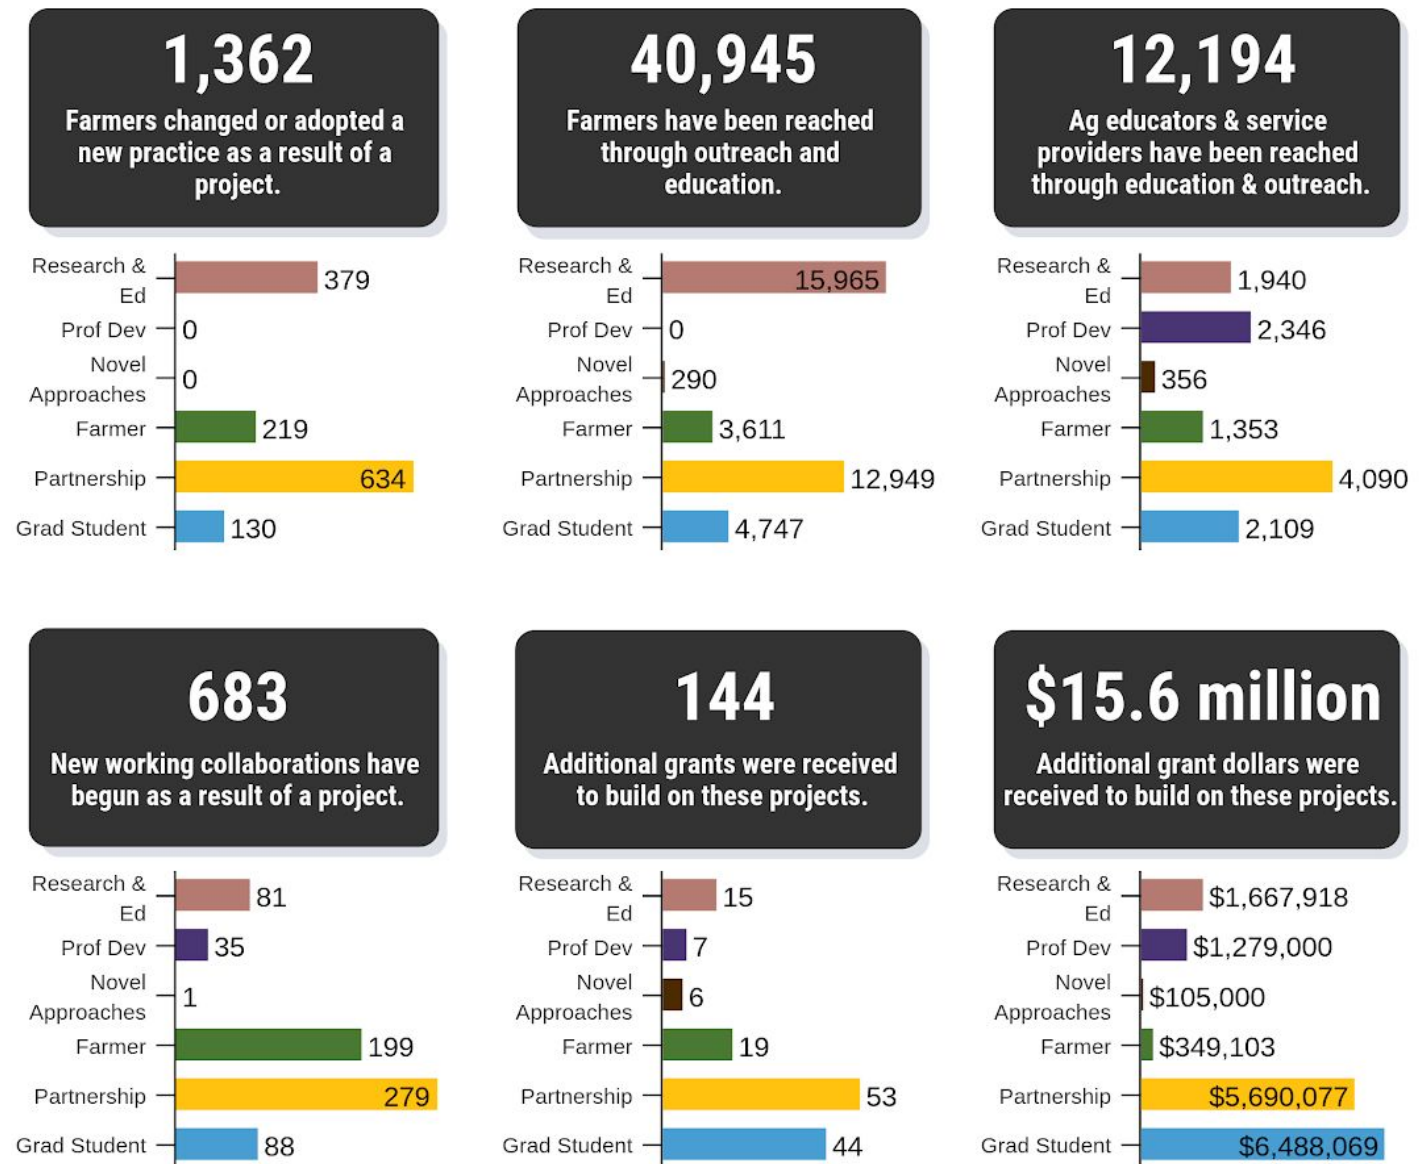 1,362
Farmers changed or adopted a
new practice as a result of a
project.
Research &
Ed
379
Prof Dev
0
Novel
Approaches
0
Farmer
219
Partnership
634
Grad Student
130
40,945
Farmers have been reached
through outreach and
education.
Research &
Ed
15,965
Prof Dev
0
Novel
Approaches
290
Farmer
3,611
Partnership
12,949
Grad Student
4,747
12,194
Ag educators & service
providers have been reached
through education & outreach.
Research &
Ed
1,940
Prof Dev
2,346
Novel
Approaches
356
Farmer
1,353
Partnership
4,090
Grad Student
2,109
683
New working collaborations have
begun as a result of a project.
Research &
Ed
81
Prof Dev
35
Novel
Approaches
1
Farmer
199
Partnership
279
Grad Student
88
144
Additional grants were received
to build on these projects.
Research &
Ed
15
Prof Dev
7
Novel
Approaches
6
Farmer
19
Partnership
53
Grad Student
44
$15.6 million
Additional grant dollars were
received to build on these projects.
Research &
Ed
$1,667,918
Prof Dev
$1,279,000
Novel
Approaches
$105,000
Farmer
$349,103
Partnership
$5,690,077
Grad Student
$6,488,069